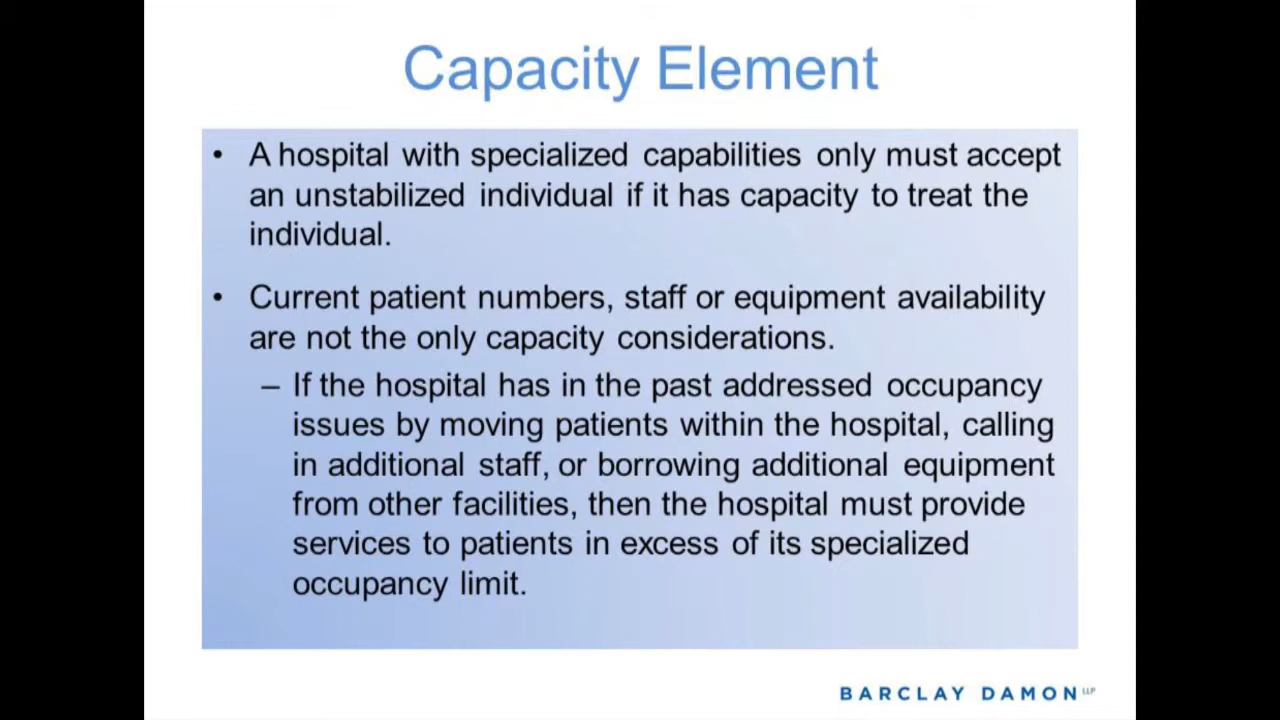 Capacity Element
• A hospital with specialized capabilities only must accept
an unstabilized individual if it has capacity to treat the
individual.
• Current patient numbers, staff or equipment availability
are not the only capacity considerations.
– If the hospital has in the past addressed occupancy
issues by moving patients within the hospital, calling
in additional staff, or borrowing additional equipment
from other facilities, then the hospital must provide
services to patients in excess of its specialized
occupancy limit.
BARCLAY DAMON LLP